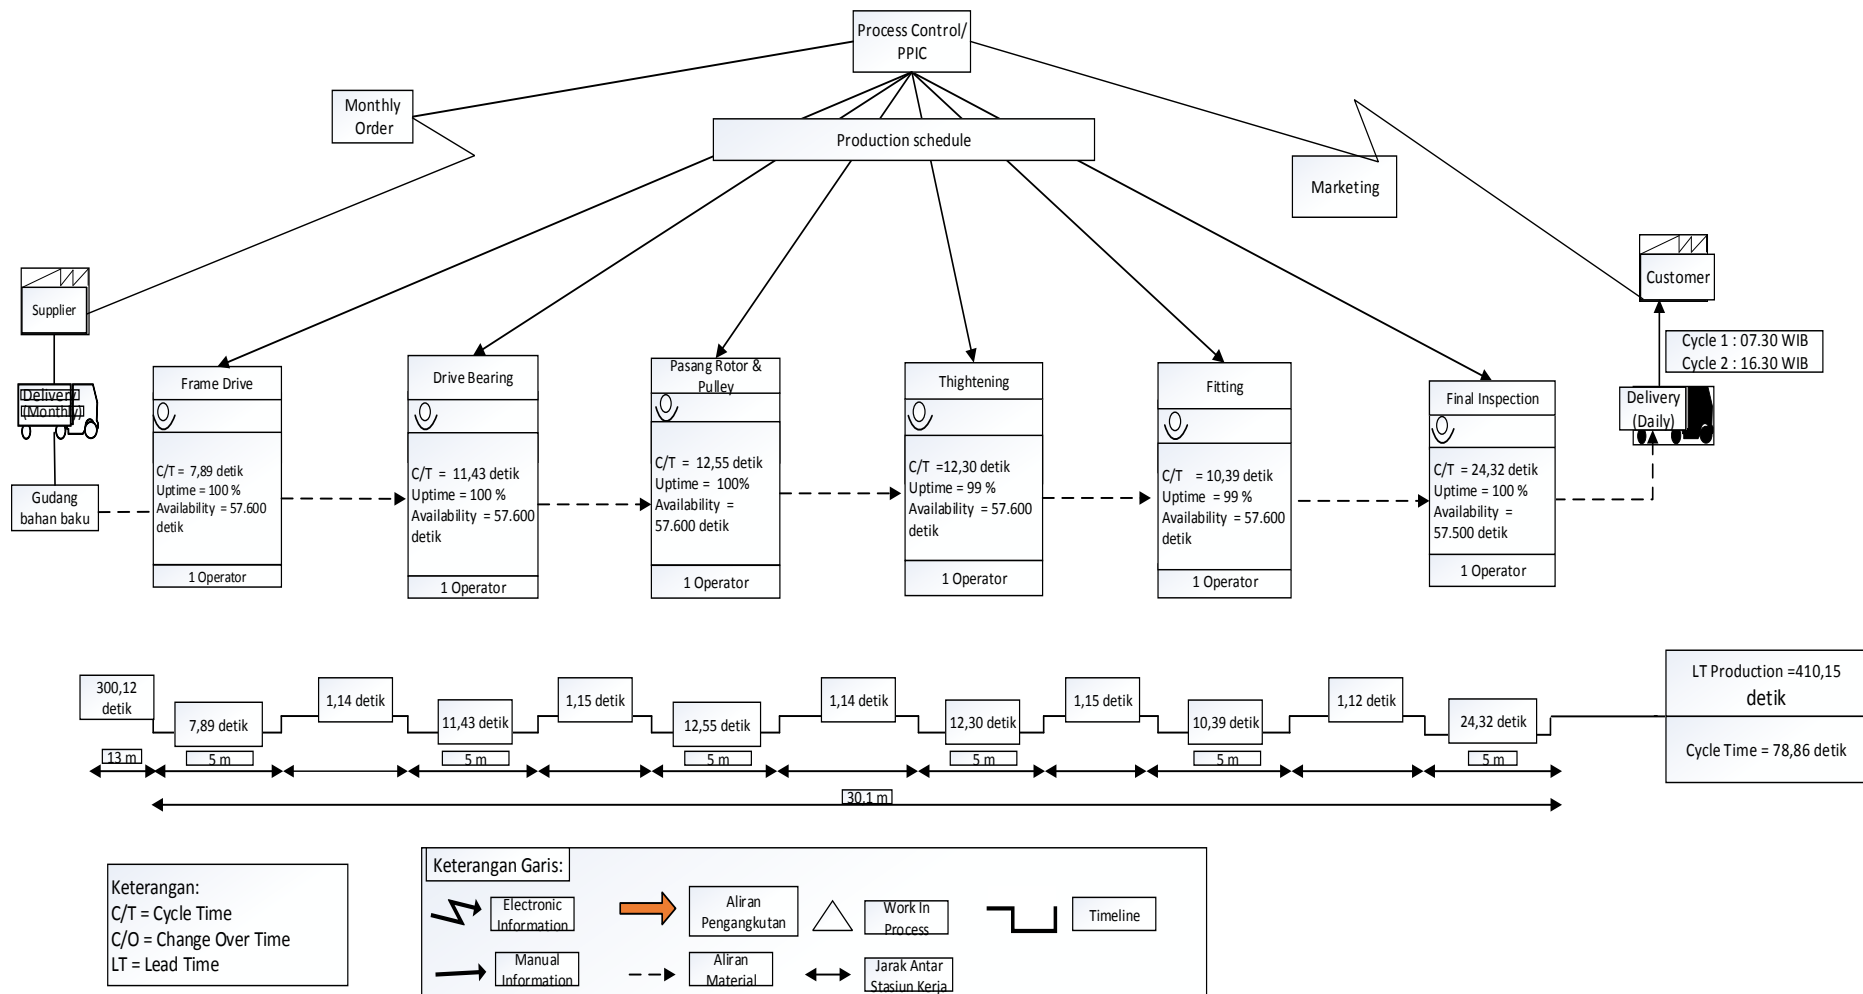 Process Control/
PPIC
Monthly
Order
Production schedule
Marketing
Supplier
Customer
Cycle 1 : 07.30 WIB
Cycle 2 : 16.30 WIB
Delivery
(Monthly)
Delivery
(Daily)
Gudang
bahan baku
Frame Drive
C/T = 7,89 detik
Uptime = 100 %
Availability = 57.600
detik
1 Operator
Drive Bearing
C/T = 11,43 detik
Uptime = 100 %
Availability = 57.600
detik
1 Operator
Pasang Rotor &
Pulley
C/T = 12,55 detik
Uptime = 100%
Availability =
57.600 detik
1 Operator
Thightening
C/T =12,30 detik
Uptime = 99 %
Availability = 57.600
detik
1 Operator
Fitting
C/T = 10,39 detik
Uptime = 99 %
Availability = 57.600
detik
1 Operator
Final Inspection
C/T = 24,32 detik
Uptime = 100 %
Availability =
57.500 detik
1 Operator
300,12
detik
7,89 detik
1,14 detik
11,43 detik
1,15 detik
12,55 detik
1,14 detik
12,30 detik
1,15 detik
10,39 detik
1,12 detik
24,32 detik
LT Production =410,15
detik
Cycle Time = 78,86 detik
13 m
5 m
5 m
5 m
5 m
5 m
5 m
30,1 m
Keterangan:
C/T = Cycle Time
C/O = Change Over Time
LT = Lead Time
Keterangan Garis:
Electronic
Information
Aliran
Pengangkutan
Work In
Process
Timeline
Manual
Information
Aliran
Material
Jarak Antar
Stasiun Kerja